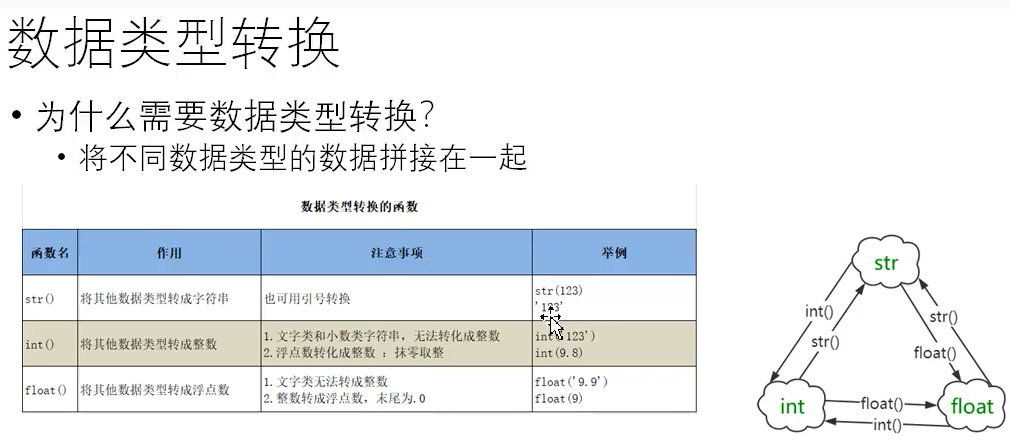 数据类型转换
• 为什么需要数据类型转换?
• 将不同数据类型的数据拼接在一起
数据类型转换的函数
函数名 作用 注意事项 举例
str() 将其他数据类型转成字符串 也可用引号转换 str(123)
'123'
int() 将其他数据类型转成整数 1.文字类和小数类字符串，无法转化成整数 int('123')
2.浮点数转化成整数：抹零取整 int(9.8)
float() 将其他数据类型转成浮点数 1.文字类无法转成整数 float('9.9')
2.整数转成浮点数，末尾为.0 float(9)
str
int()
str()
str()
float()
int
float()
int()
float